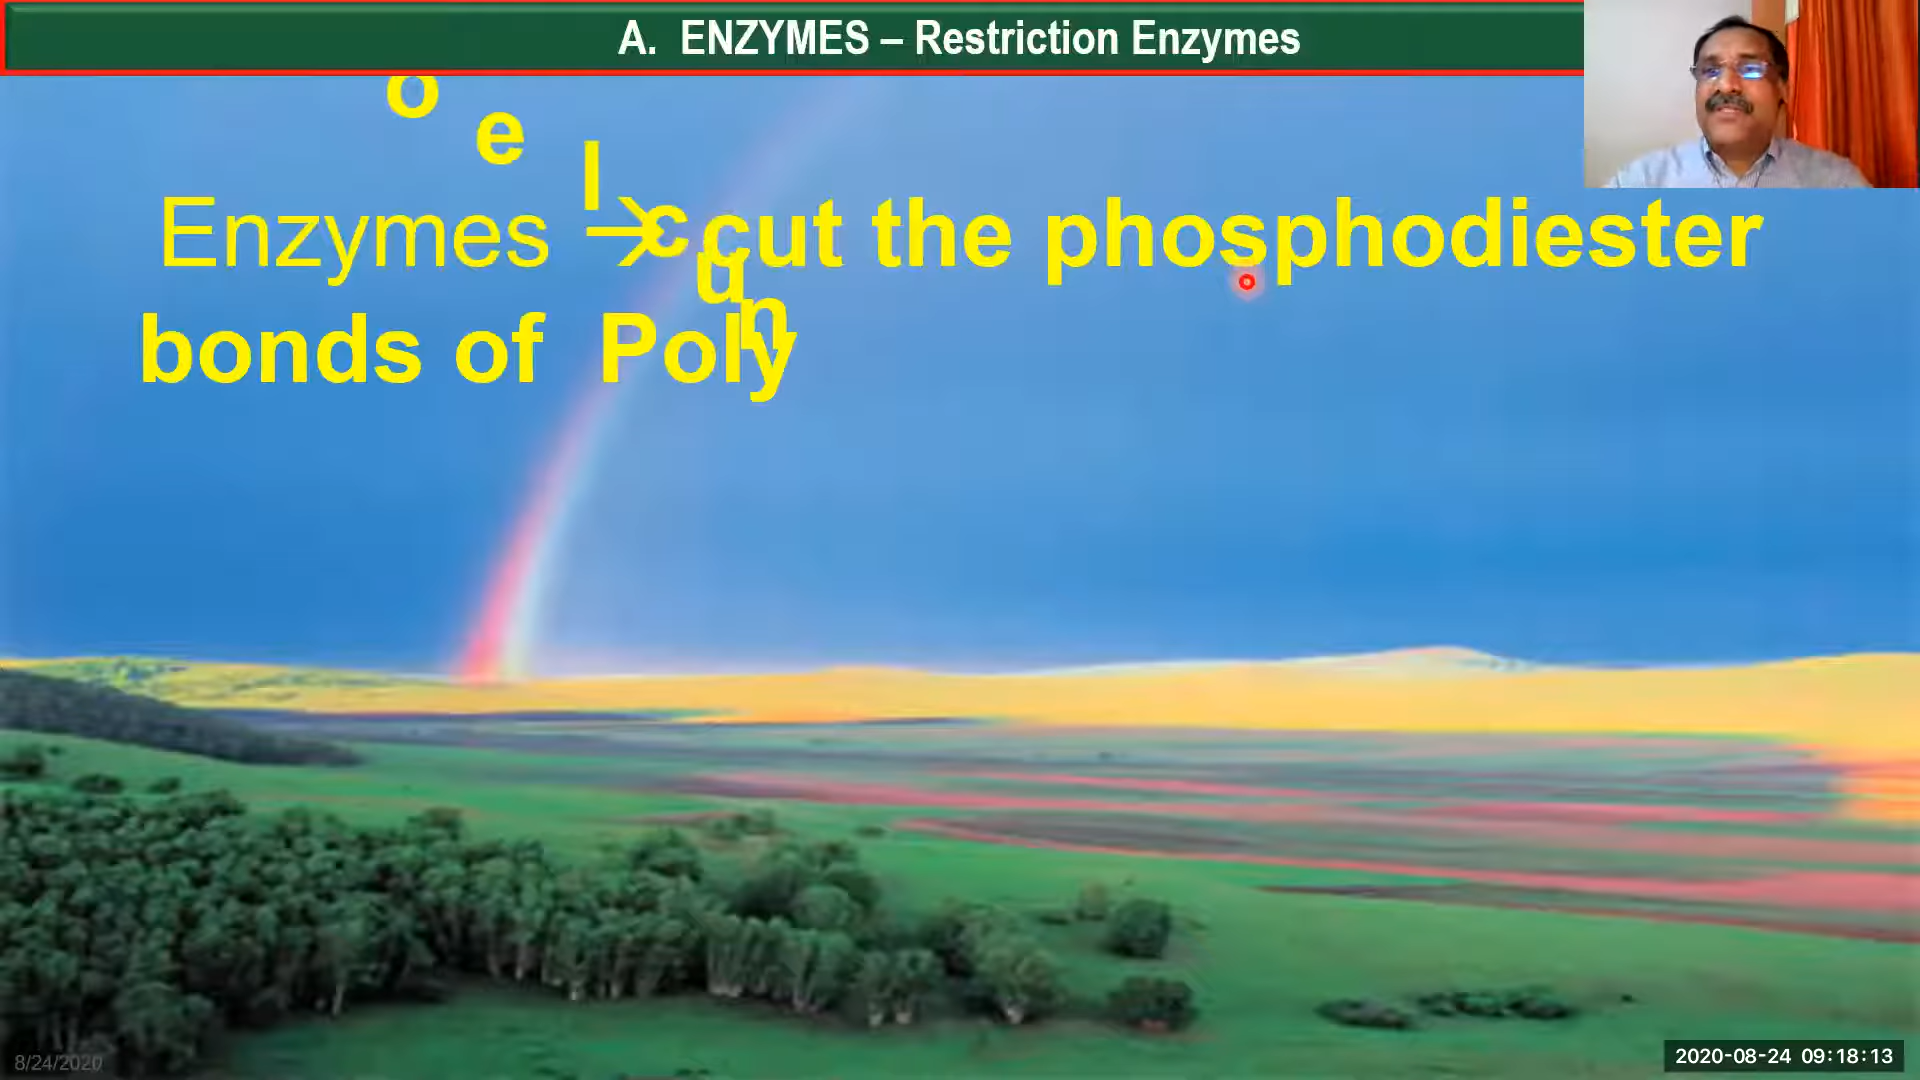 A. ENZYMES – Restriction Enzymes
Enzymes → cut the phosphodiester
bonds of Poly
n
u
c
l
e
o
8/24/2020
2020-08-24 09:18:13